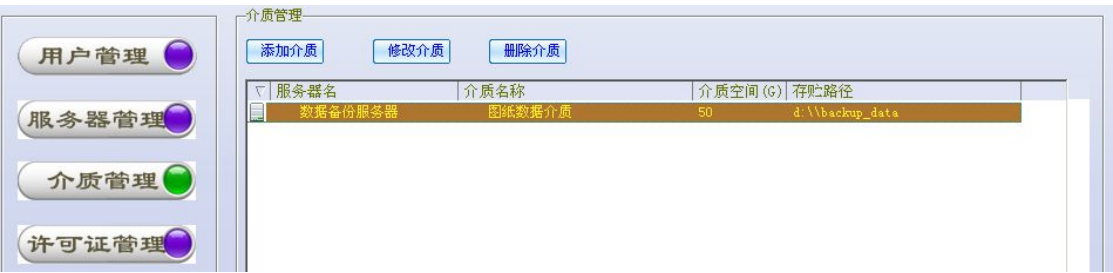 用户管理
服务器管理
介质管理
许可证管理
介质管理
添加介质 修改介质 删除介质
服务器名 介质名称 介质空间(G) 存贮路径
数据备份服务器 图纸数据介质 50 d:\\backup_data